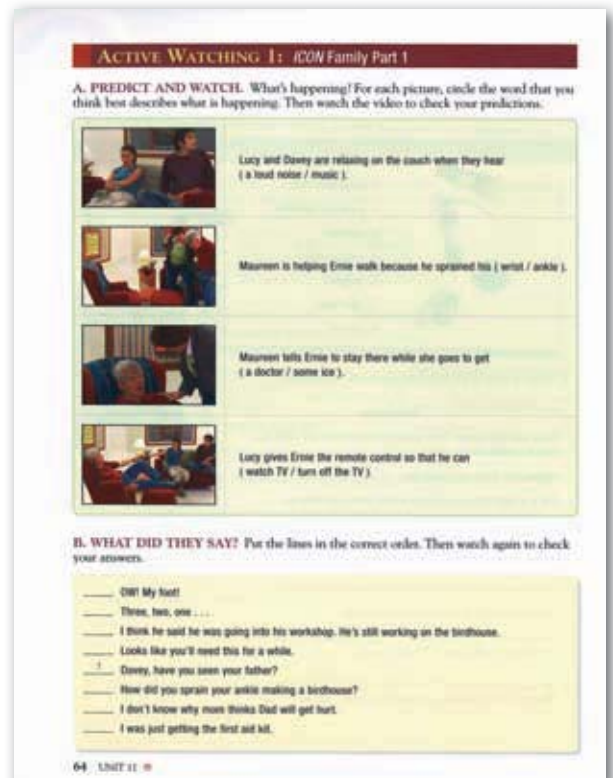 ACTIVE WATCHING 1: ICON Family Part 1
A. PREDICT AND WATCH. What's happening? For each picture, circle the word that you
think best describes what is happening. Then watch the video to check your predictions.
Lucy and Davey are relaxing on the couch when they hear
( a loud noise / music ).
Maureen is helping Ernie walk because he sprained his ( wrist / ankle ).
Maureen tells Ernie to stay there while she goes to get
( a doctor / some ice ).
Lucy gives Ernie the remote control so that he can
( watch TV / turn off the TV )
B. WHAT DID THEY SAY? Put the lines in the correct order. Then watch again to check
your answers.
____ OW! My foot!
____ Three, two, one . . .
____ I think he said he was going into his workshop. He's still working on the birdhouse.
____ Looks like you'll need this for a while.
__1__ Davey, have you seen your father?
____ How did you sprain your ankle making a birdhouse?
____ I don't know why mom thinks Dad will get hurt.
____ I was just getting the first aid kit.
64 UNIT 11